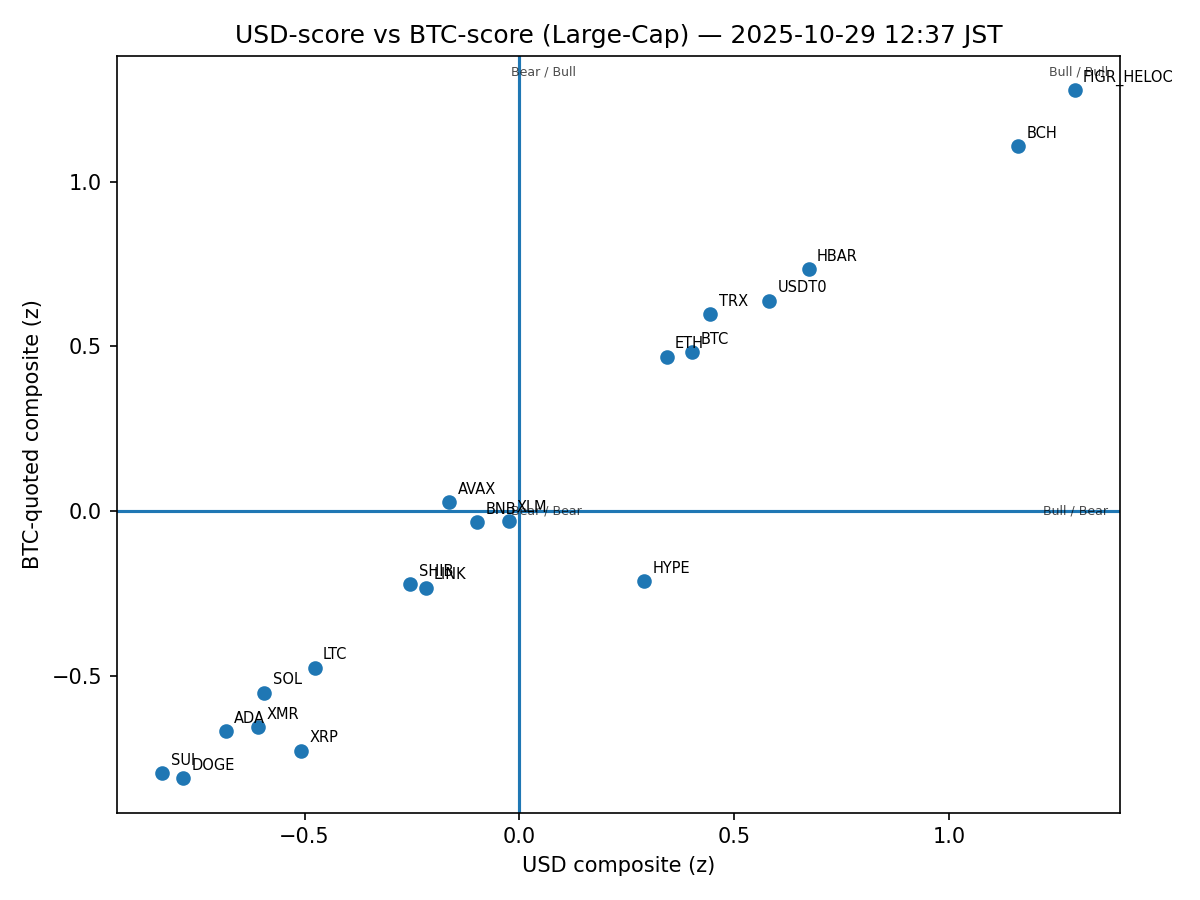 USD-score vs BTC-score (Large-Cap) — 2025-10-29 12:37 JST
Bear / Bull
Bull / Bull
FIGR_HELOC
BCH
1.0
HBAR
USDT0
TRX
BTC
ETH
0.5
AVAX
BNB
XLM
0.0
Bear / Bear
Bull / Bear
HYPE
SHIB
LINK
LTC
SOL
−0.5
XMR
ADA
XRP
SUI
DOGE
−0.5
0.0
0.5
1.0
USD composite (z)
BTC-quoted composite (z)